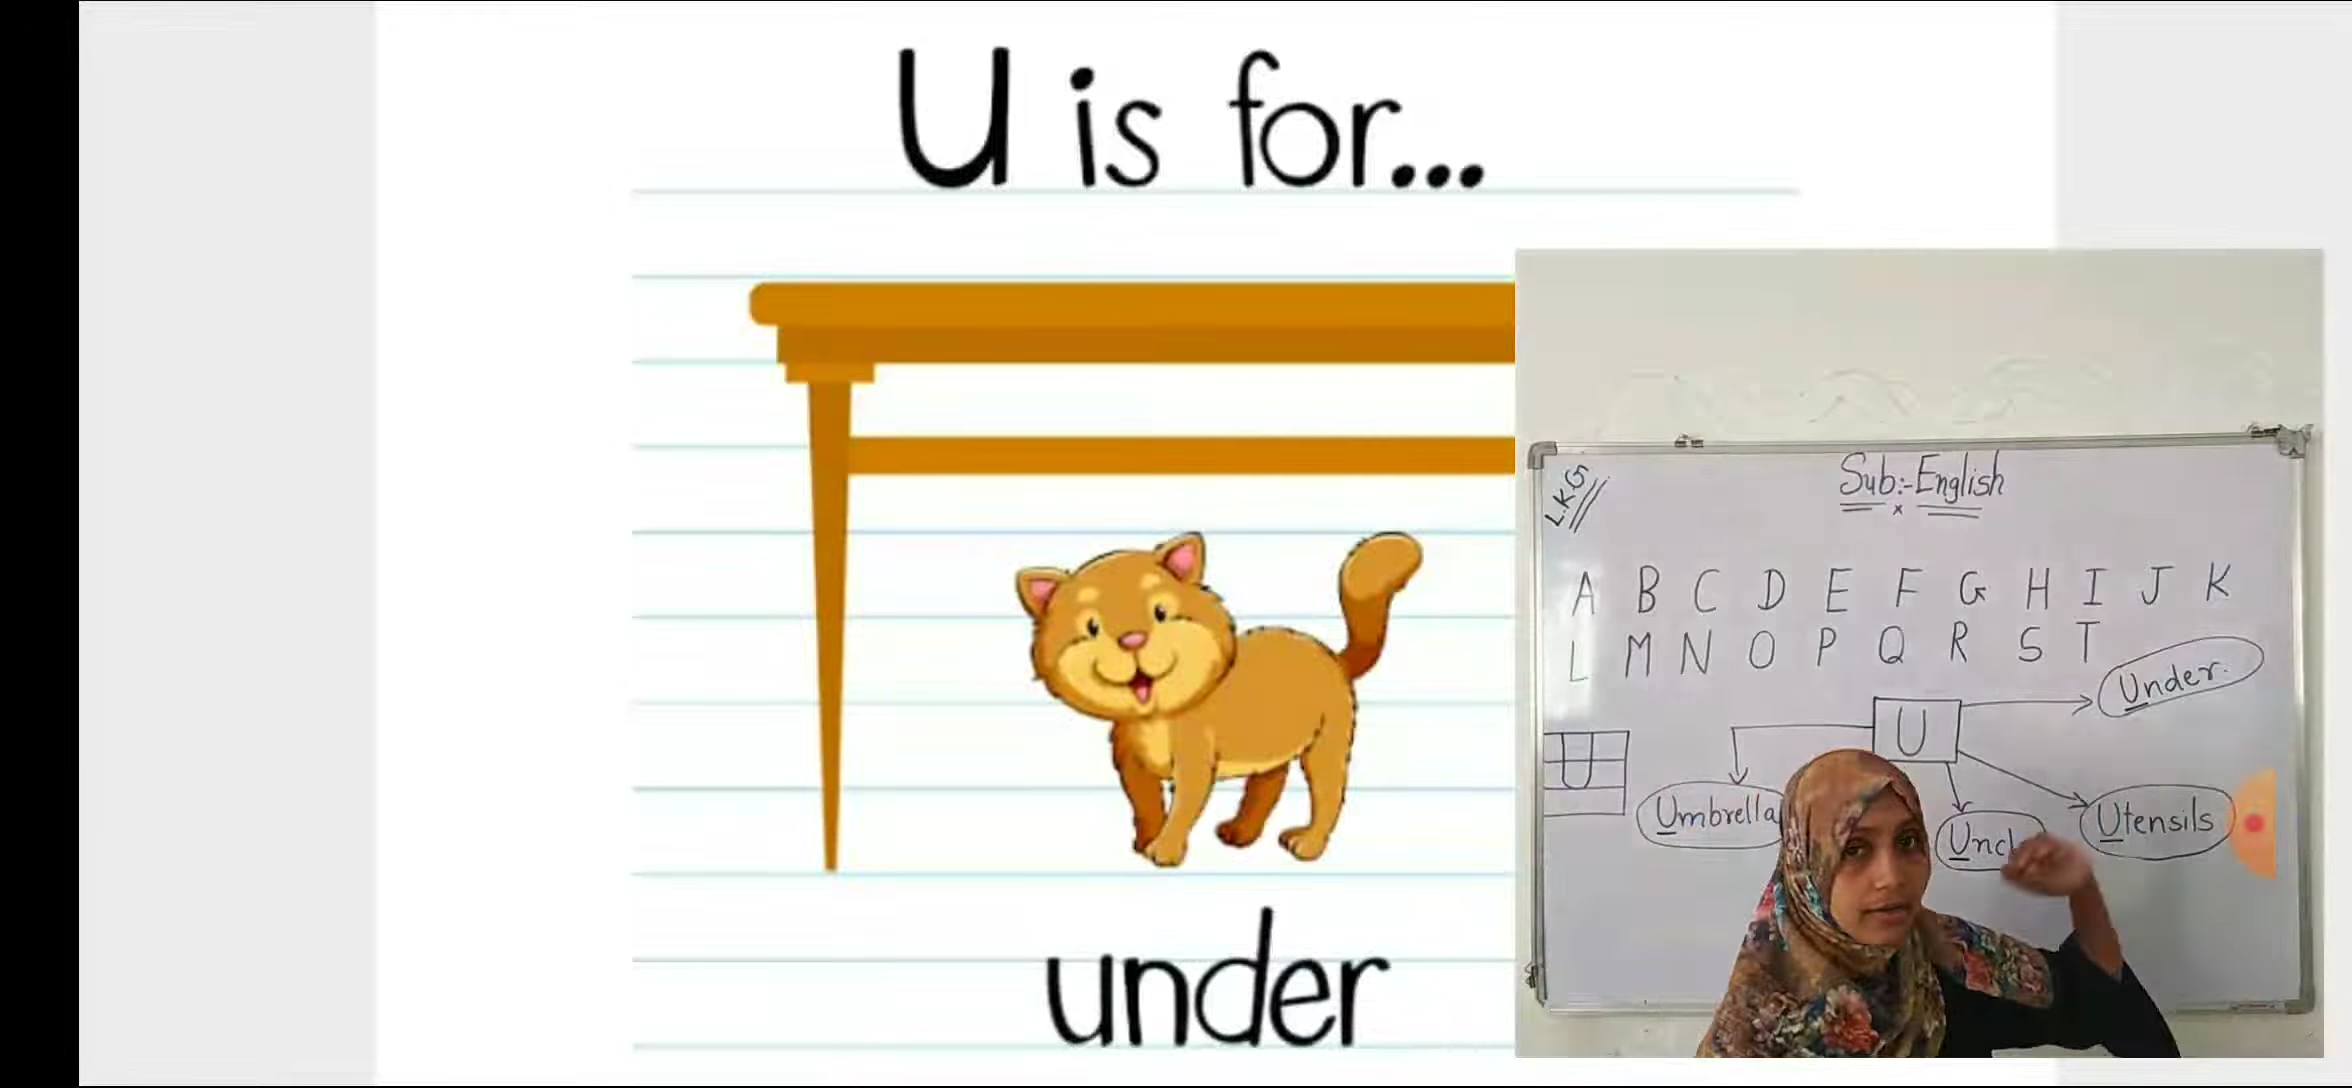 U is for...
under
L.K.G
Sub:-English
A B C D E F G H I J K
L M N O P Q R S T
Under.
U
U
Umbrella
Utensils